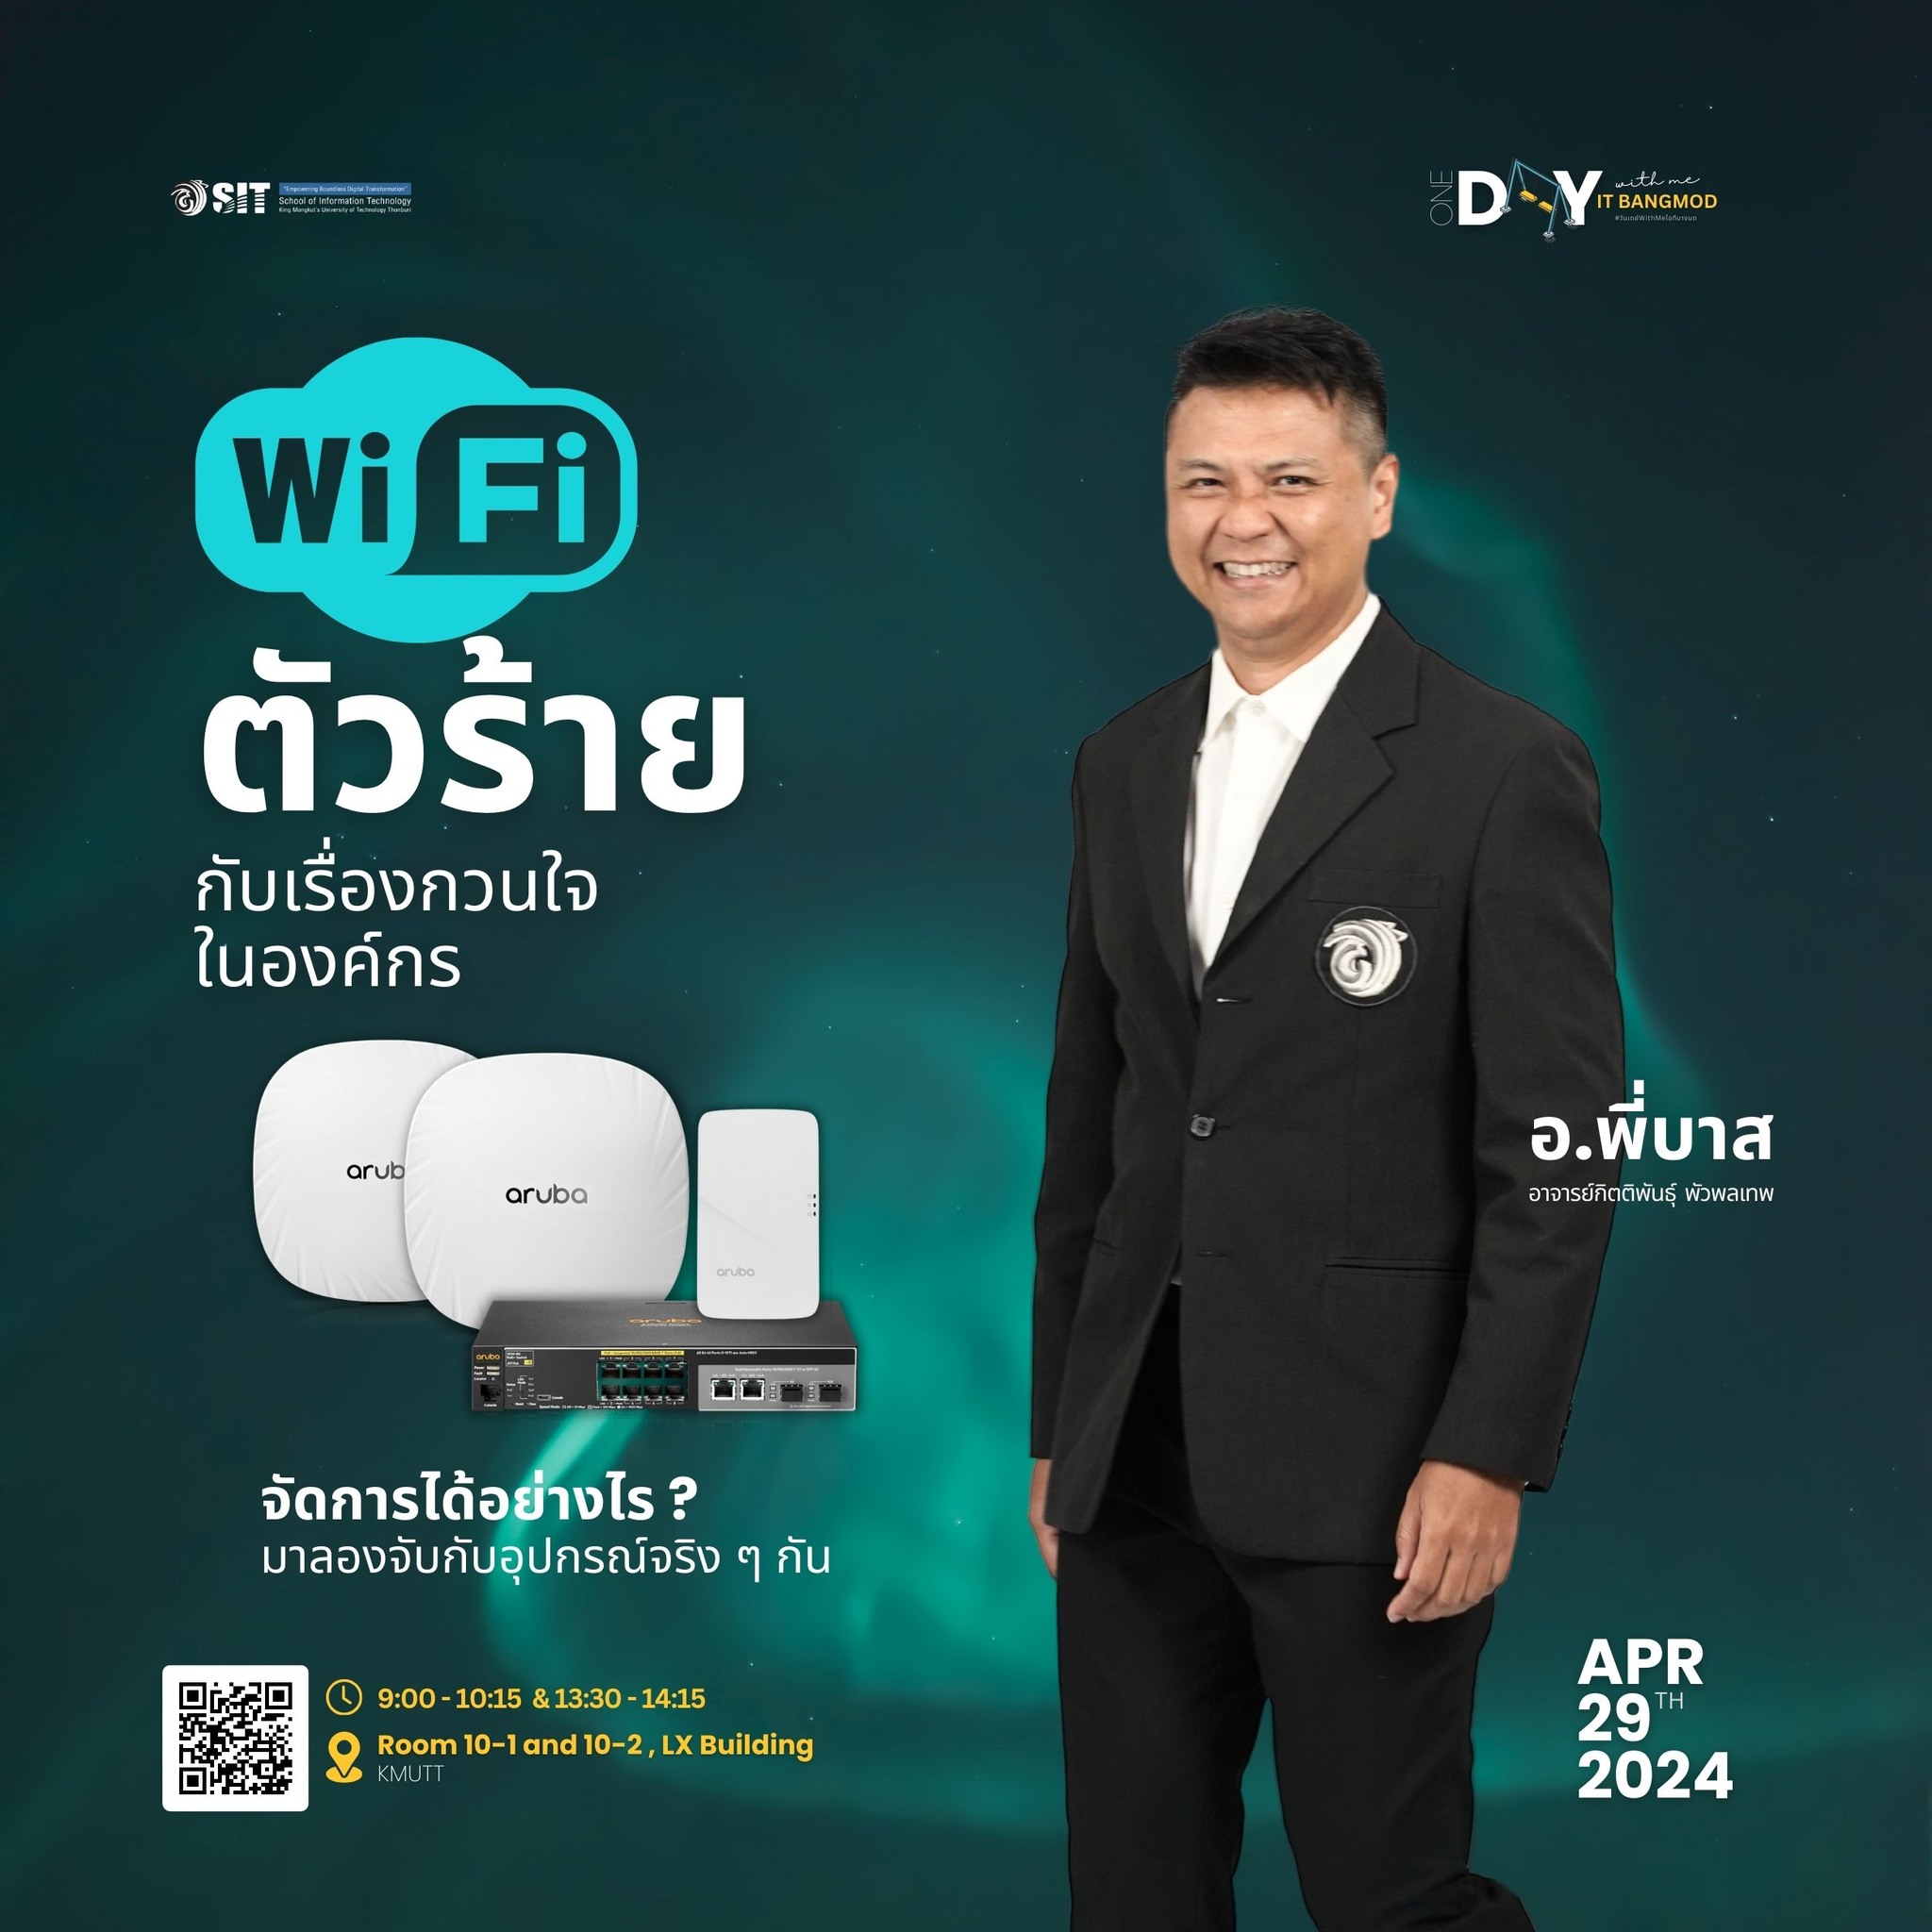 SIT
"Empowering Boundless Digital Transformation"
School of Information Technology
King Mongkut's University of Technology Thonburi
ONE DAY with me
IT BANGMOD
#วันเดย์WithMeไอทีบางมด
Wi Fi
ตัวร้าย
กับเรื่องกวนใจ
ในองค์กร
aruba
aruba
aruba
aruba
อ.พี่บาส
อาจารย์กิตติพันธุ์ พัวพลเทพ
จัดการได้อย่างไร ?
มาลองจับกับอุปกรณ์จริง ๆ กัน
9:00 - 10:15 & 13:30 - 14:15
Room 10-1 and 10-2 , LX Building
KMUTT
APR
29TH
2024